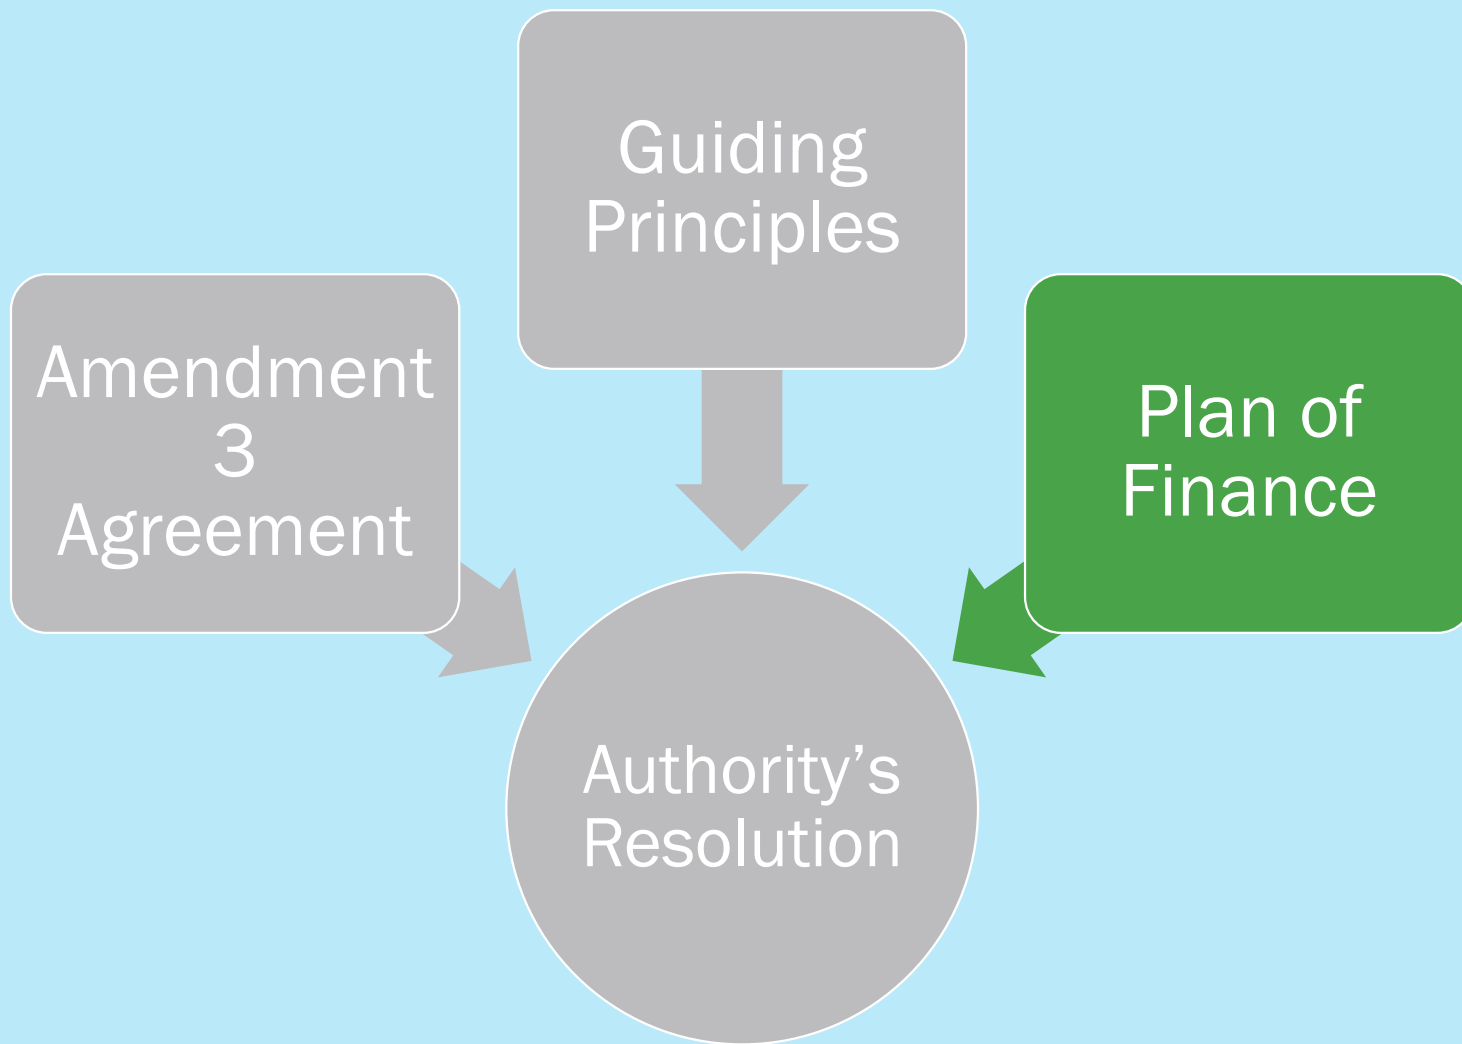 Guiding
Principles
Amendment
3
Agreement
Plan of
Finance
Authority’s
Resolution